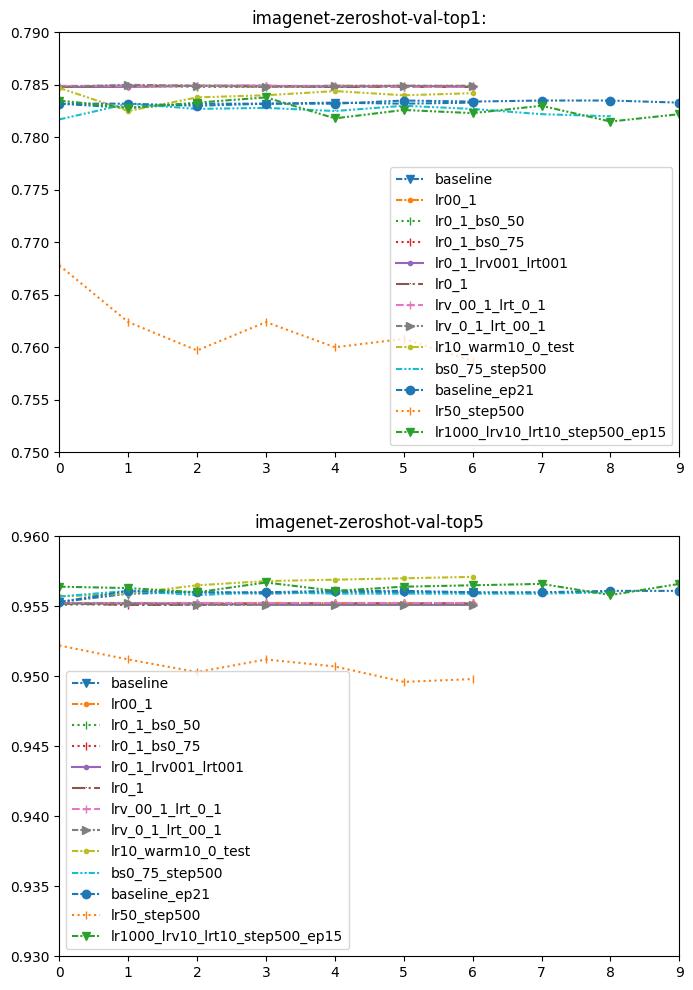 imagenet-zeroshot-val-top1:
0.790
0.785
0.780
0.775
0.770
0.765
0.760
0.755
0.750
baseline
lr00_1
lr0_1_bs0_50
lr0_1_bs0_75
lr0_1_lrv001_lrt001
lr0_1
lrv_00_1_lrt_0_1
lrv_0_1_lrt_00_1
lr10_warm10_0_test
bs0_75_step500
baseline_ep21
lr50_step500
lr1000_lrv10_lrt10_step500_ep15
0 1 2 3 4 5 6 7 8 9
imagenet-zeroshot-val-top5
0.960
0.955
0.950
0.945
0.940
0.935
0.930
baseline
lr00_1
lr0_1_bs0_50
lr0_1_bs0_75
lr0_1_lrv001_lrt001
lr0_1
lrv_00_1_lrt_0_1
lrv_0_1_lrt_00_1
lr10_warm10_0_test
bs0_75_step500
baseline_ep21
lr50_step500
lr1000_lrv10_lrt10_step500_ep15
0 1 2 3 4 5 6 7 8 9